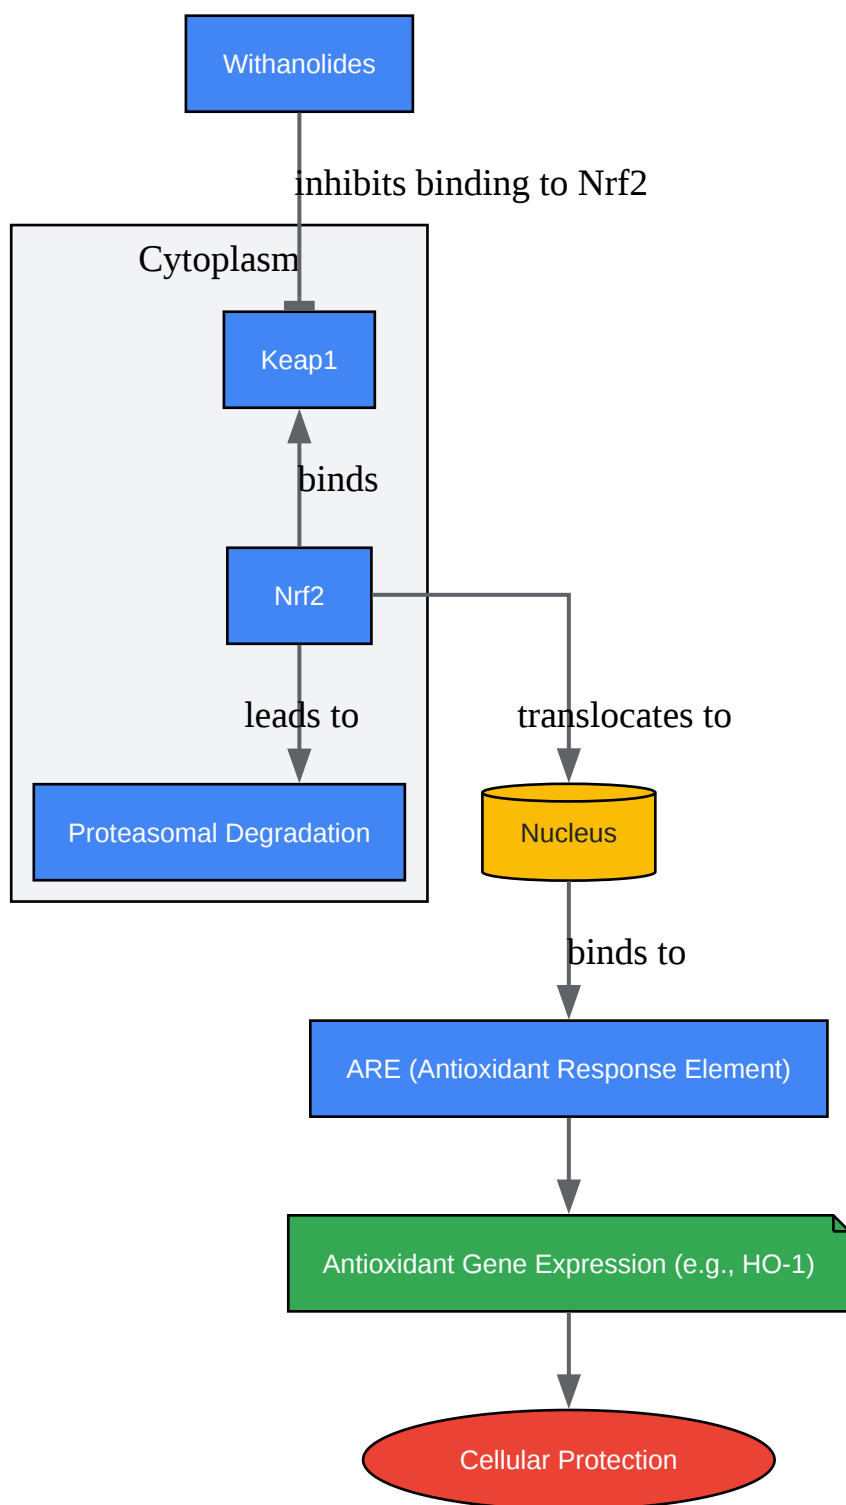 Withanolides
inhibits binding to Nrf2
Cytoplasm
Keap1
binds
Nrf2
leads to
translocates to
Proteasomal Degradation
Nucleus
binds to
ARE (Antioxidant Response Element)
Antioxidant Gene Expression (e.g., HO-1)
Cellular Protection